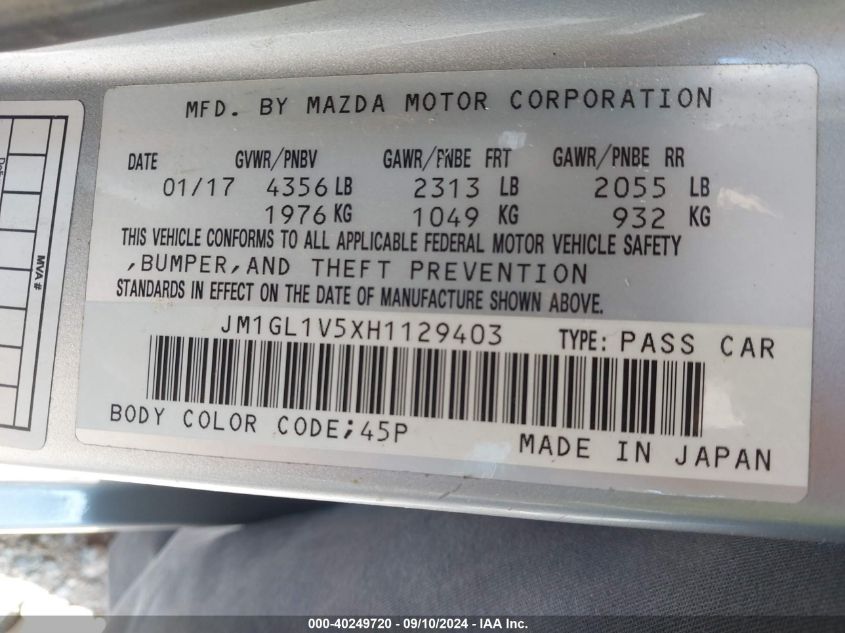 MFD. BY MAZDA MOTOR CORPORATION
DATE GVWR/PNBV GAWR/PNBE FRT GAWR/PNBE RR
01/17 4356 LB 2313 LB 2055 LB
1976 KG 1049 KG 932 KG
THIS VEHICLE CONFORMS TO ALL APPLICABLE FEDERAL MOTOR VEHICLE SAFETY
,BUMPER,AND THEFT PREVENTION
STANDARDS IN EFFECT ON THE DATE OF MANUFACTURE SHOWN ABOVE.
JM1GL1V5XH1129403 TYPE: PASS CAR
BODY COLOR CODE;45P
MADE IN JAPAN
MVA#
000-40249720 - 09/10/2024 - IAA Inc.